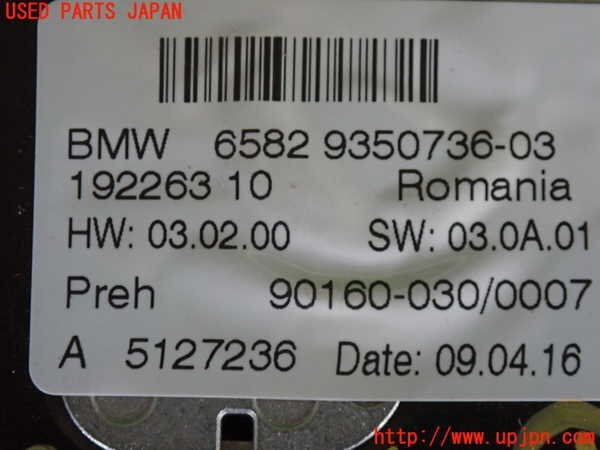 USED PARTS JAPAN
BMW 6582 9350736-03
192263 10 Romania
HW: 03.02.00 SW: 03.0A.01
Preh 90160-030/0007
A 5127236 Date: 09.04.16
http://www.upjpn.com/